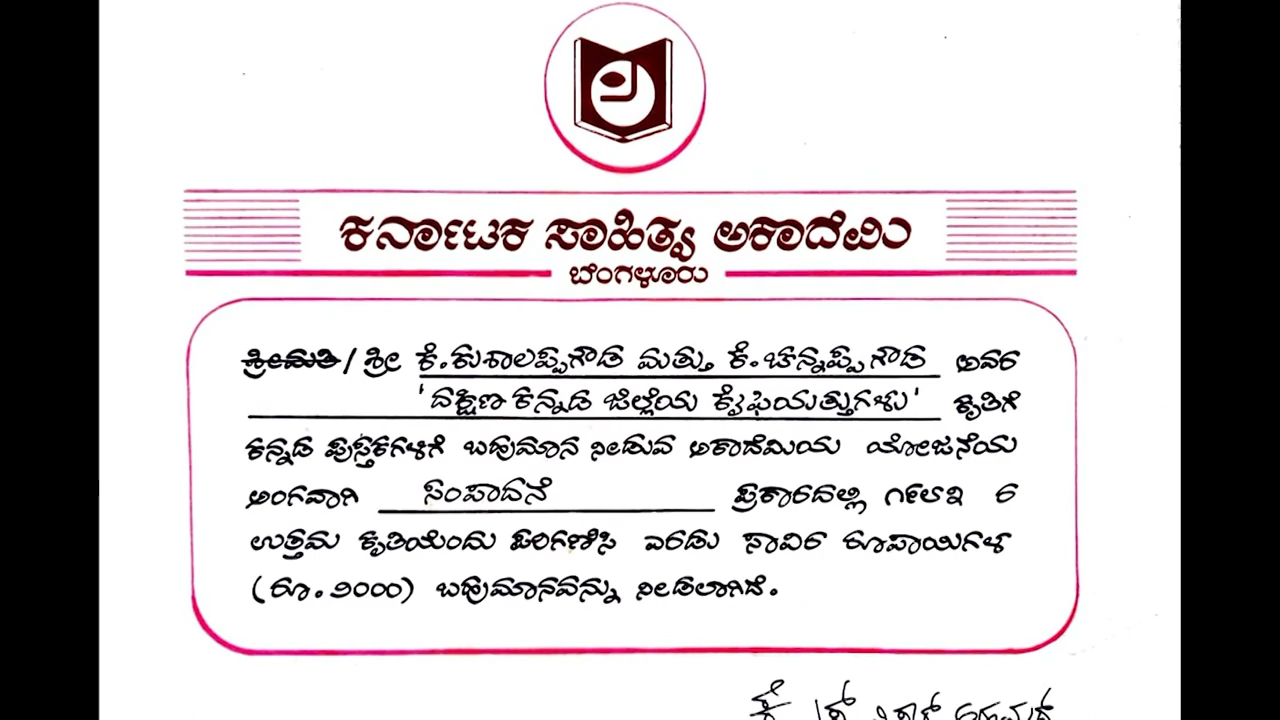 ಕರ್ನಾಟಕ ಸಾಹಿತ್ಯ ಅಕಾದೆಮಿ
ಬೆಂಗಳೂರು
ಶ್ರೀಮತಿ / ಶ್ರೀ ಕೆ. ಕುಶಾಲಪ್ಪಗೌಡ ಮತ್ತು ಕೆ. ಚಿನ್ನಪ್ಪ ಗೌಡ ಅವರ
'ದಕ್ಷಿಣ ಕನ್ನಡ ಜಿಲ್ಲೆಯ ಕೈಫಿಯತ್ತುಗಳು' ಕೃತಿಗೆ
ಕನ್ನಡ ಪುಸ್ತಕಗಳಿಗೆ ಬಹುಮಾನ ನೀಡುವ ಅಕಾದೆಮಿಯ ಯೋಜನೆಯ
ಅಂಗವಾಗಿ ಸಂಪಾದನೆ ಪ್ರಕಾರದಲ್ಲಿ ೧೯೮೩ ರ
ಉತ್ತಮ ಕೃತಿಯೆಂದು ಪರಿಗಣಿಸಿ ಎರಡು ಸಾವಿರ ರೂಪಾಯಿಗಳ
(ರೂ. ೨೦೦೦) ಬಹುಮಾನವನ್ನು ನೀಡಲಾಗಿದೆ.